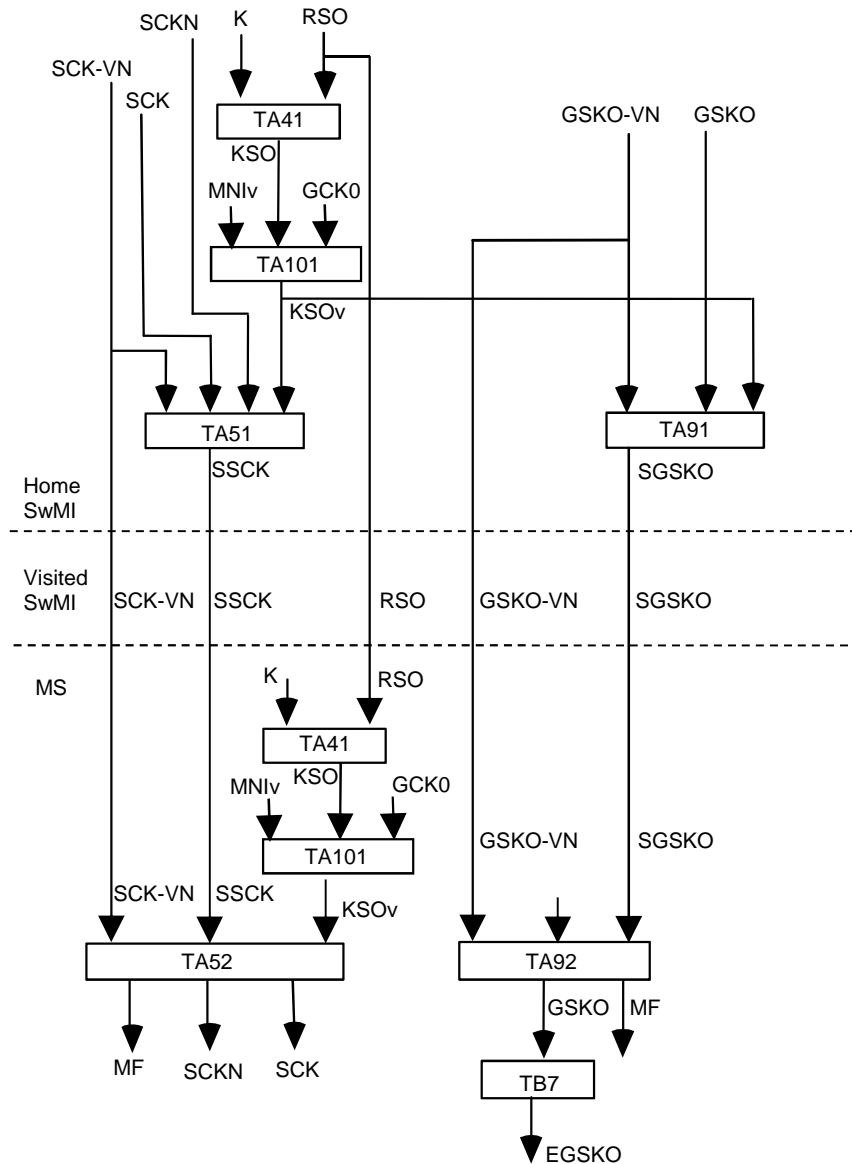 SCKN
K
RSO
SCK-VN
SCK
TA41
GSKO-VN
GSKO
KSO
MNIv
GCK0
TA101
KSOv
TA51
TA91
SSCK
SGSKO
Home
SwMI
Visited
SwMI
SCK-VN
SSCK
RSO
GSKO-VN
SGSKO
MS
K
RSO
TA41
KSO
MNIv
GCK0
TA101
GSKO-VN
SGSKO
SCK-VN
SSCK
KSOv
TA52
TA92
GSKO
MF
MF
SCKN
SCK
TB7
EGSKO